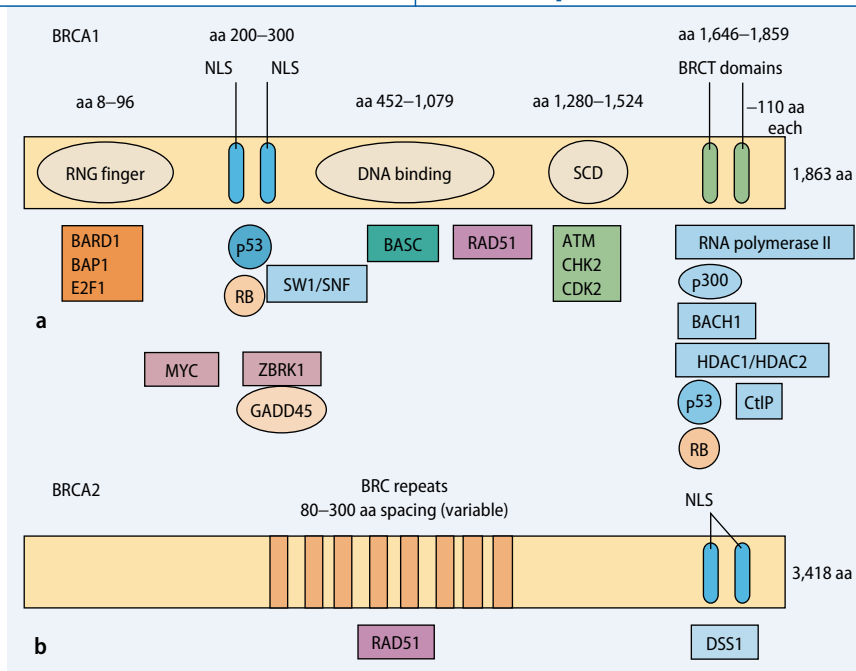 BRCA1
aa 200–300
aa 1,646–1,859
NLS
NLS
BRCT domains
aa 8–96
aa 452–1,079
aa 1,280–1,524
–110 aa
each
RNG finger
DNA binding
SCD
1,863 aa
BARD1
BAP1
E2F1
p53
RB
SW1/SNF
BASC
RAD51
ATM
CHK2
CDK2
RNA polymerase II
p300
BACH1
HDAC1/HDAC2
p53
CtIP
RB
a
MYC
ZBRK1
GADD45
BRCA2
BRC repeats
80–300 aa spacing (variable)
NLS
3,418 aa
b
RAD51
DSS1